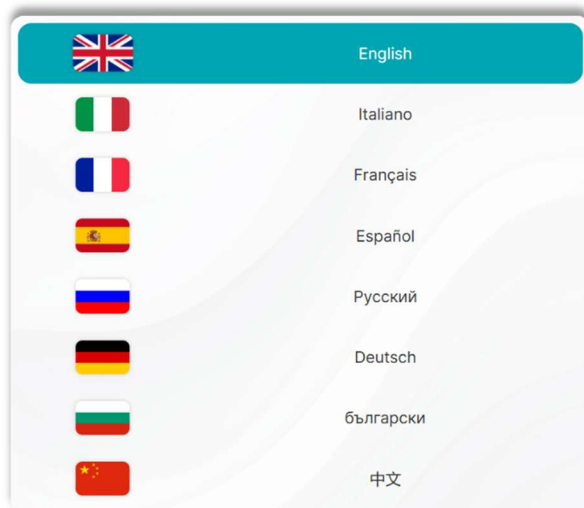 English
Italiano
Français
Español
Русский
Deutsch
български
中文